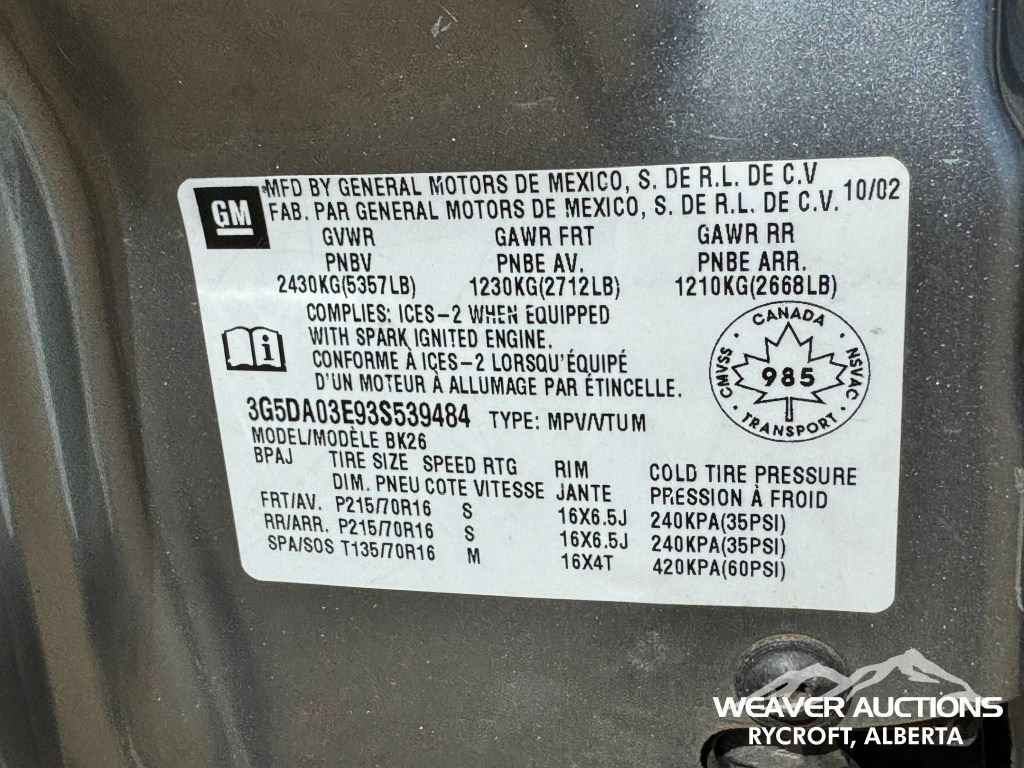 GM
MFD BY GENERAL MOTORS DE MEXICO, S. DE R.L. DE C.V
FAB. PAR GENERAL MOTORS DE MEXICO, S. DE R.L. DE C.V. 10/02
GVWR GAWR FRT GAWR RR
PNBV PNBE AV. PNBE ARR.
2430KG(5357LB) 1230KG(2712LB) 1210KG(2668LB)
COMPLIES: ICES-2 WHEN EQUIPPED
WITH SPARK IGNITED ENGINE.
CONFORME À ICES-2 LORSQU'ÉQUIPÉ
D'UN MOTEUR À ALLUMAGE PAR ÉTINCELLE.
CANADA
CMVSS 985 NSVAC
TRANSPORT
3G5DA03E93S539484 TYPE: MPV/VTUM
MODEL/MODÈLE BK26
BPAJ TIRE SIZE SPEED RTG RIM COLD TIRE PRESSURE
DIM. PNEU COTE VITESSE JANTE PRESSION À FROID
FRT/AV. P215/70R16 S 16X6.5J 240KPA(35PSI)
RR/ARR. P215/70R16 S 16X6.5J 240KPA(35PSI)
SPA/SOS T135/70R16 M 16X4T 420KPA(60PSI)
WEAVER AUCTIONS
RYCROFT, ALBERTA